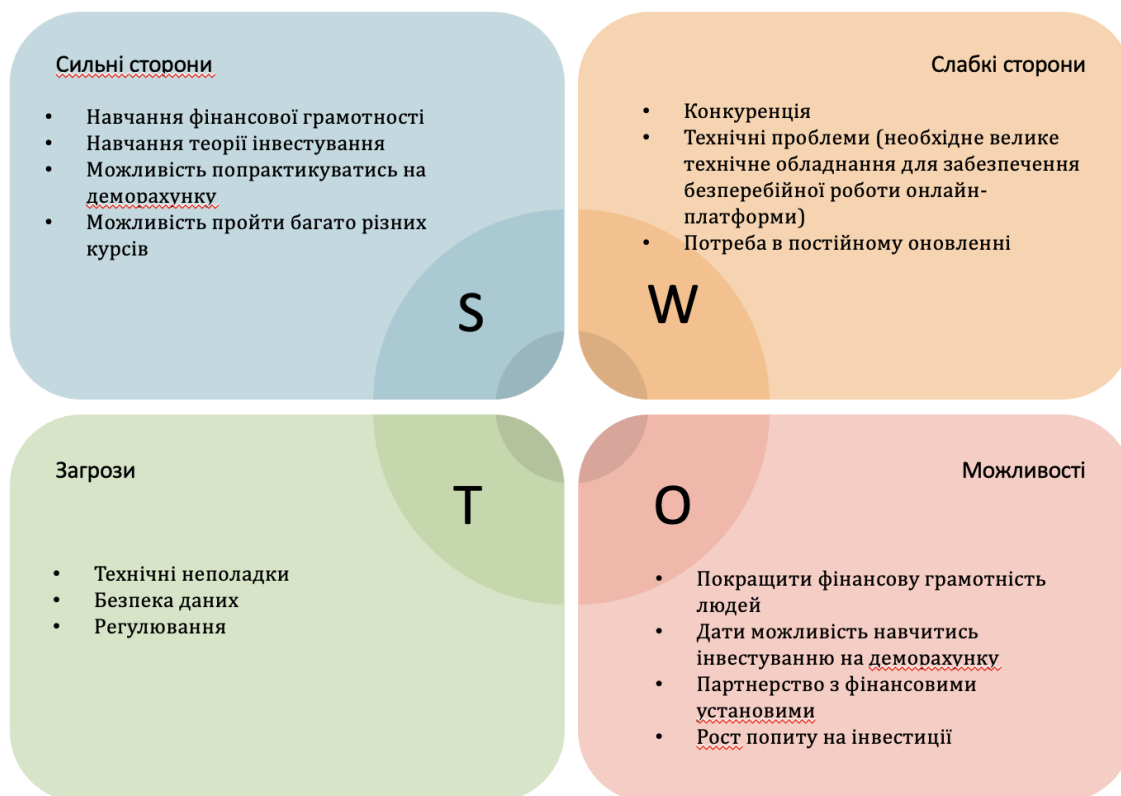 Сильні сторони
• Навчання фінансової грамотності
• Навчання теорії інвестування
• Можливість попрактикуватись на
деморахунку
• Можливість пройти багато різних
курсів
S
Слабкі сторони
• Конкуренція
• Технічні проблеми (необхідне велике
технічне обладнання для забезпечення
безперебійної роботи онлайн-
платформи)
• Потреба в постійному оновленні
W
Загрози
T
• Технічні неполадки
• Безпека даних
• Регулювання
Можливості
O
• Покращити фінансову грамотність
людей
• Дати можливість навчитись
інвестуванню на деморахунку
• Партнерство з фінансовими
установими
• Рост попиту на інвестиції